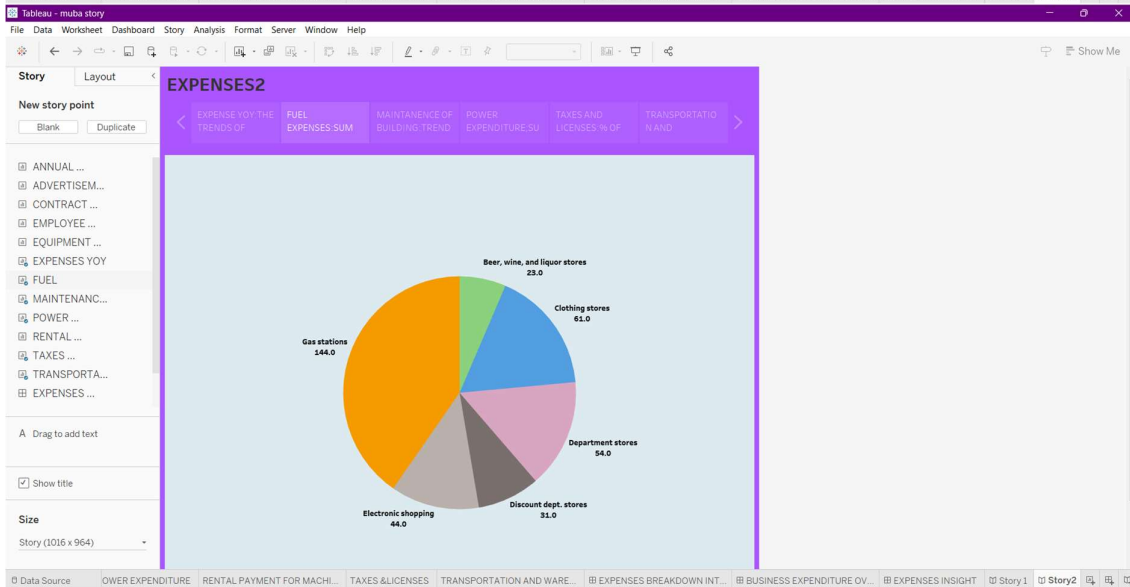 Tableau - muba story
File Data Worksheet Dashboard Story Analysis Format Server Window Help
Show Me
Story Layout
New story point
Blank Duplicate
ANNUAL ...
ADVERTISEM...
CONTRACT ...
EMPLOYEE ...
EQUIPMENT ...
EXPENSES YOY
FUEL
MAINTENANC...
POWER ...
RENTAL ...
TAXES ...
TRANSPORTA...
EXPENSES ...
A Drag to add text
Show title
Size
Story (1016 x 964)
EXPENSES2
EXPENSE YOY:THE
TRENDS OF
FUEL
EXPENSES:SUM
MAINTANENCE OF
BUILDING:TREND
POWER
EXPENDITURE;SU
TAXES AND
LICENSES:% OF
TRANSPORTATIO
N AND
Beer, wine, and liquor stores
23.0
Clothing stores
61.0
Gas stations
144.0
Department stores
54.0
Discount dept. stores
31.0
Electronic shopping
44.0
Data Source OWER EXPENDITURE RENTAL PAYMENT FOR MACHI... TAXES &LICENSES TRANSPORTATION AND WARE... EXPENSES BREAKDOWN INT... BUSINESS EXPENDITURE OV... EXPENSES INSIGHT Story 1 Story2